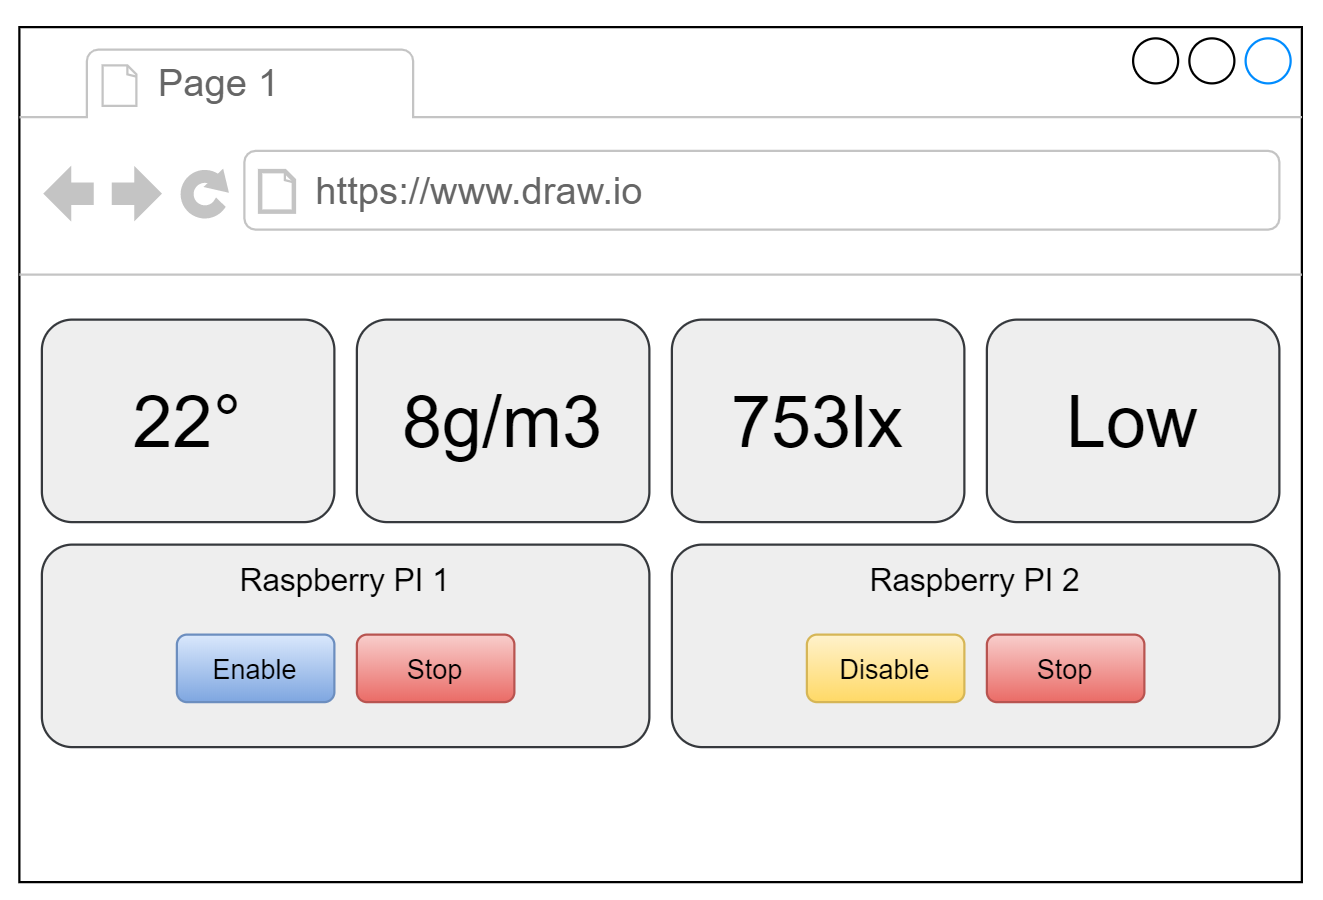 Page 1
https://www.draw.io
22°
8g/m3
753lx
Low
Raspberry PI 1
Enable
Stop
Raspberry PI 2
Disable
Stop